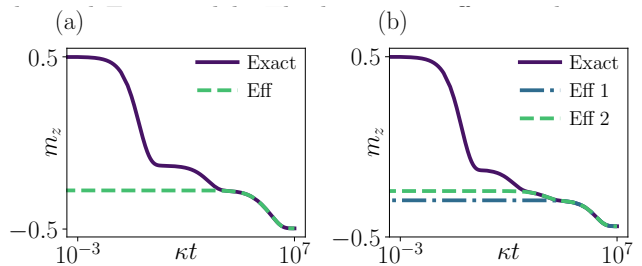 (a)
(b)
0.5
−0.5
m_z
10^{-3}
κt
10^7
Exact
Eff
0.5
−0.5
m_z
10^{-3}
κt
10^7
Exact
Eff 1
Eff 2